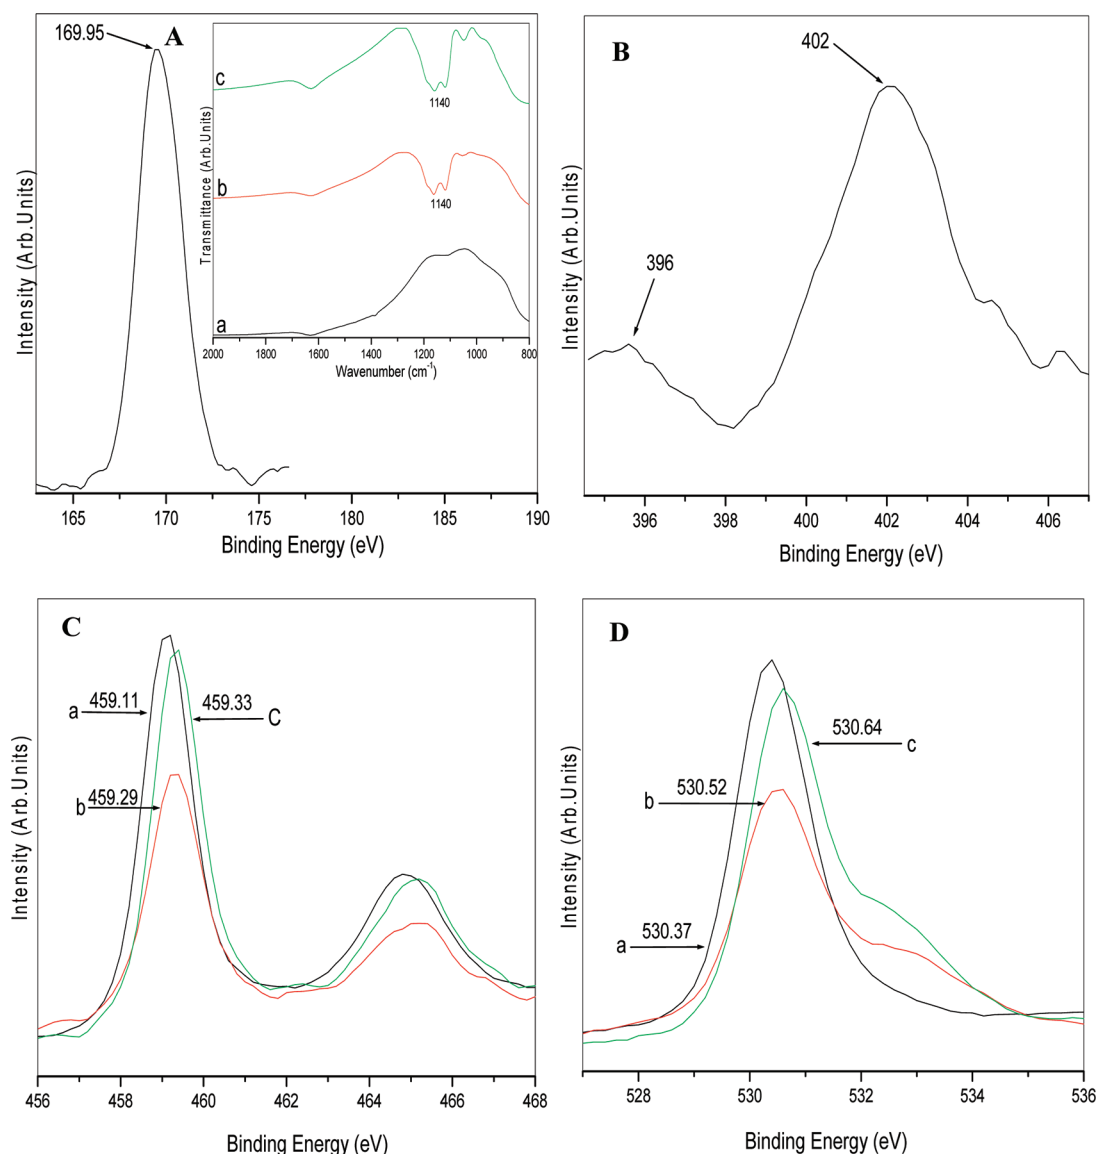 A
169.95
Intensity (Arb.Units)
165 170 175 180 185 190
Binding Energy (eV)
Transmittance (Arb.Units)
c
1140
b
1140
a
2000 1800 1600 1400 1200 1000 800
Wavenumber (cm-1)
B
402
396
Intensity (Arb.Units)
396 398 400 402 404 406
Binding Energy (eV)
C
a 459.11
459.33 C
b 459.29
Intensity (Arb.Units)
456 458 460 462 464 466 468
Binding Energy (eV)
D
530.64 c
b 530.52
a 530.37
Intensity (Arb.Units)
528 530 532 534 536
Binding Energy (eV)